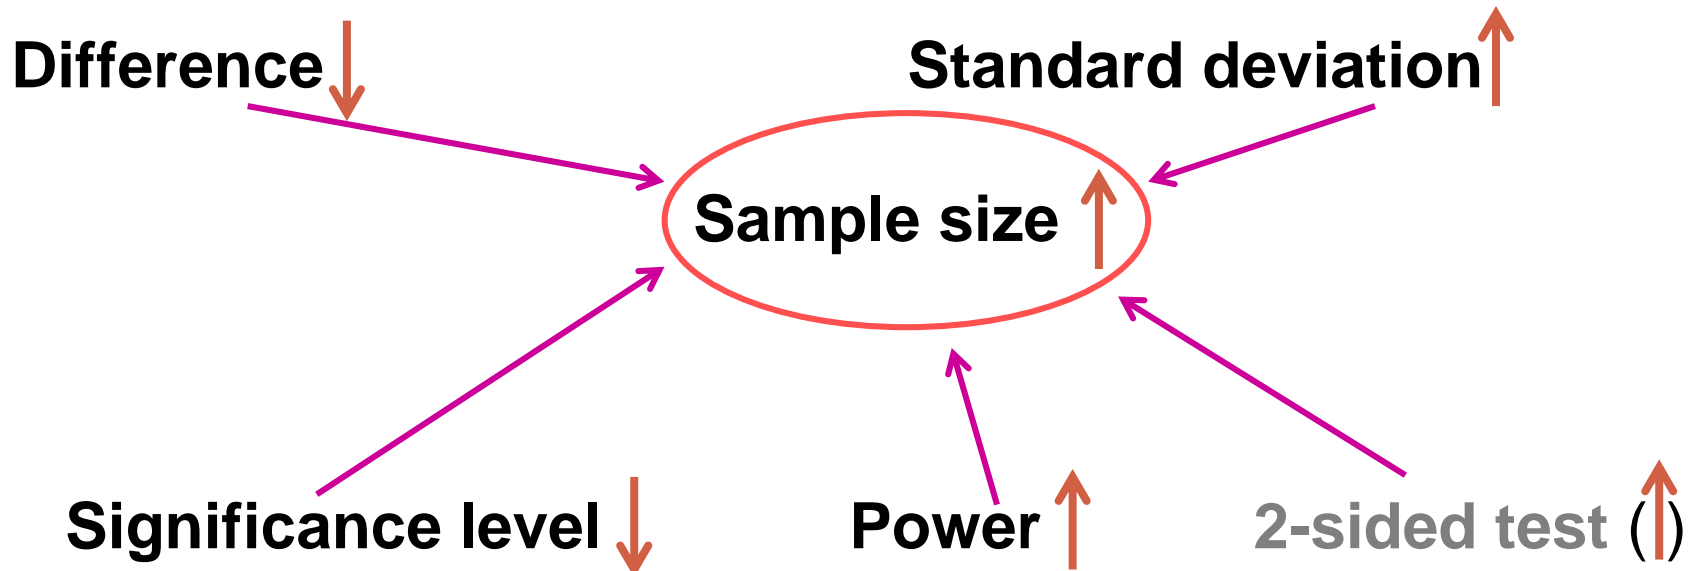 Difference
Standard deviation
Sample size
Significance level
Power
2-sided test ( )